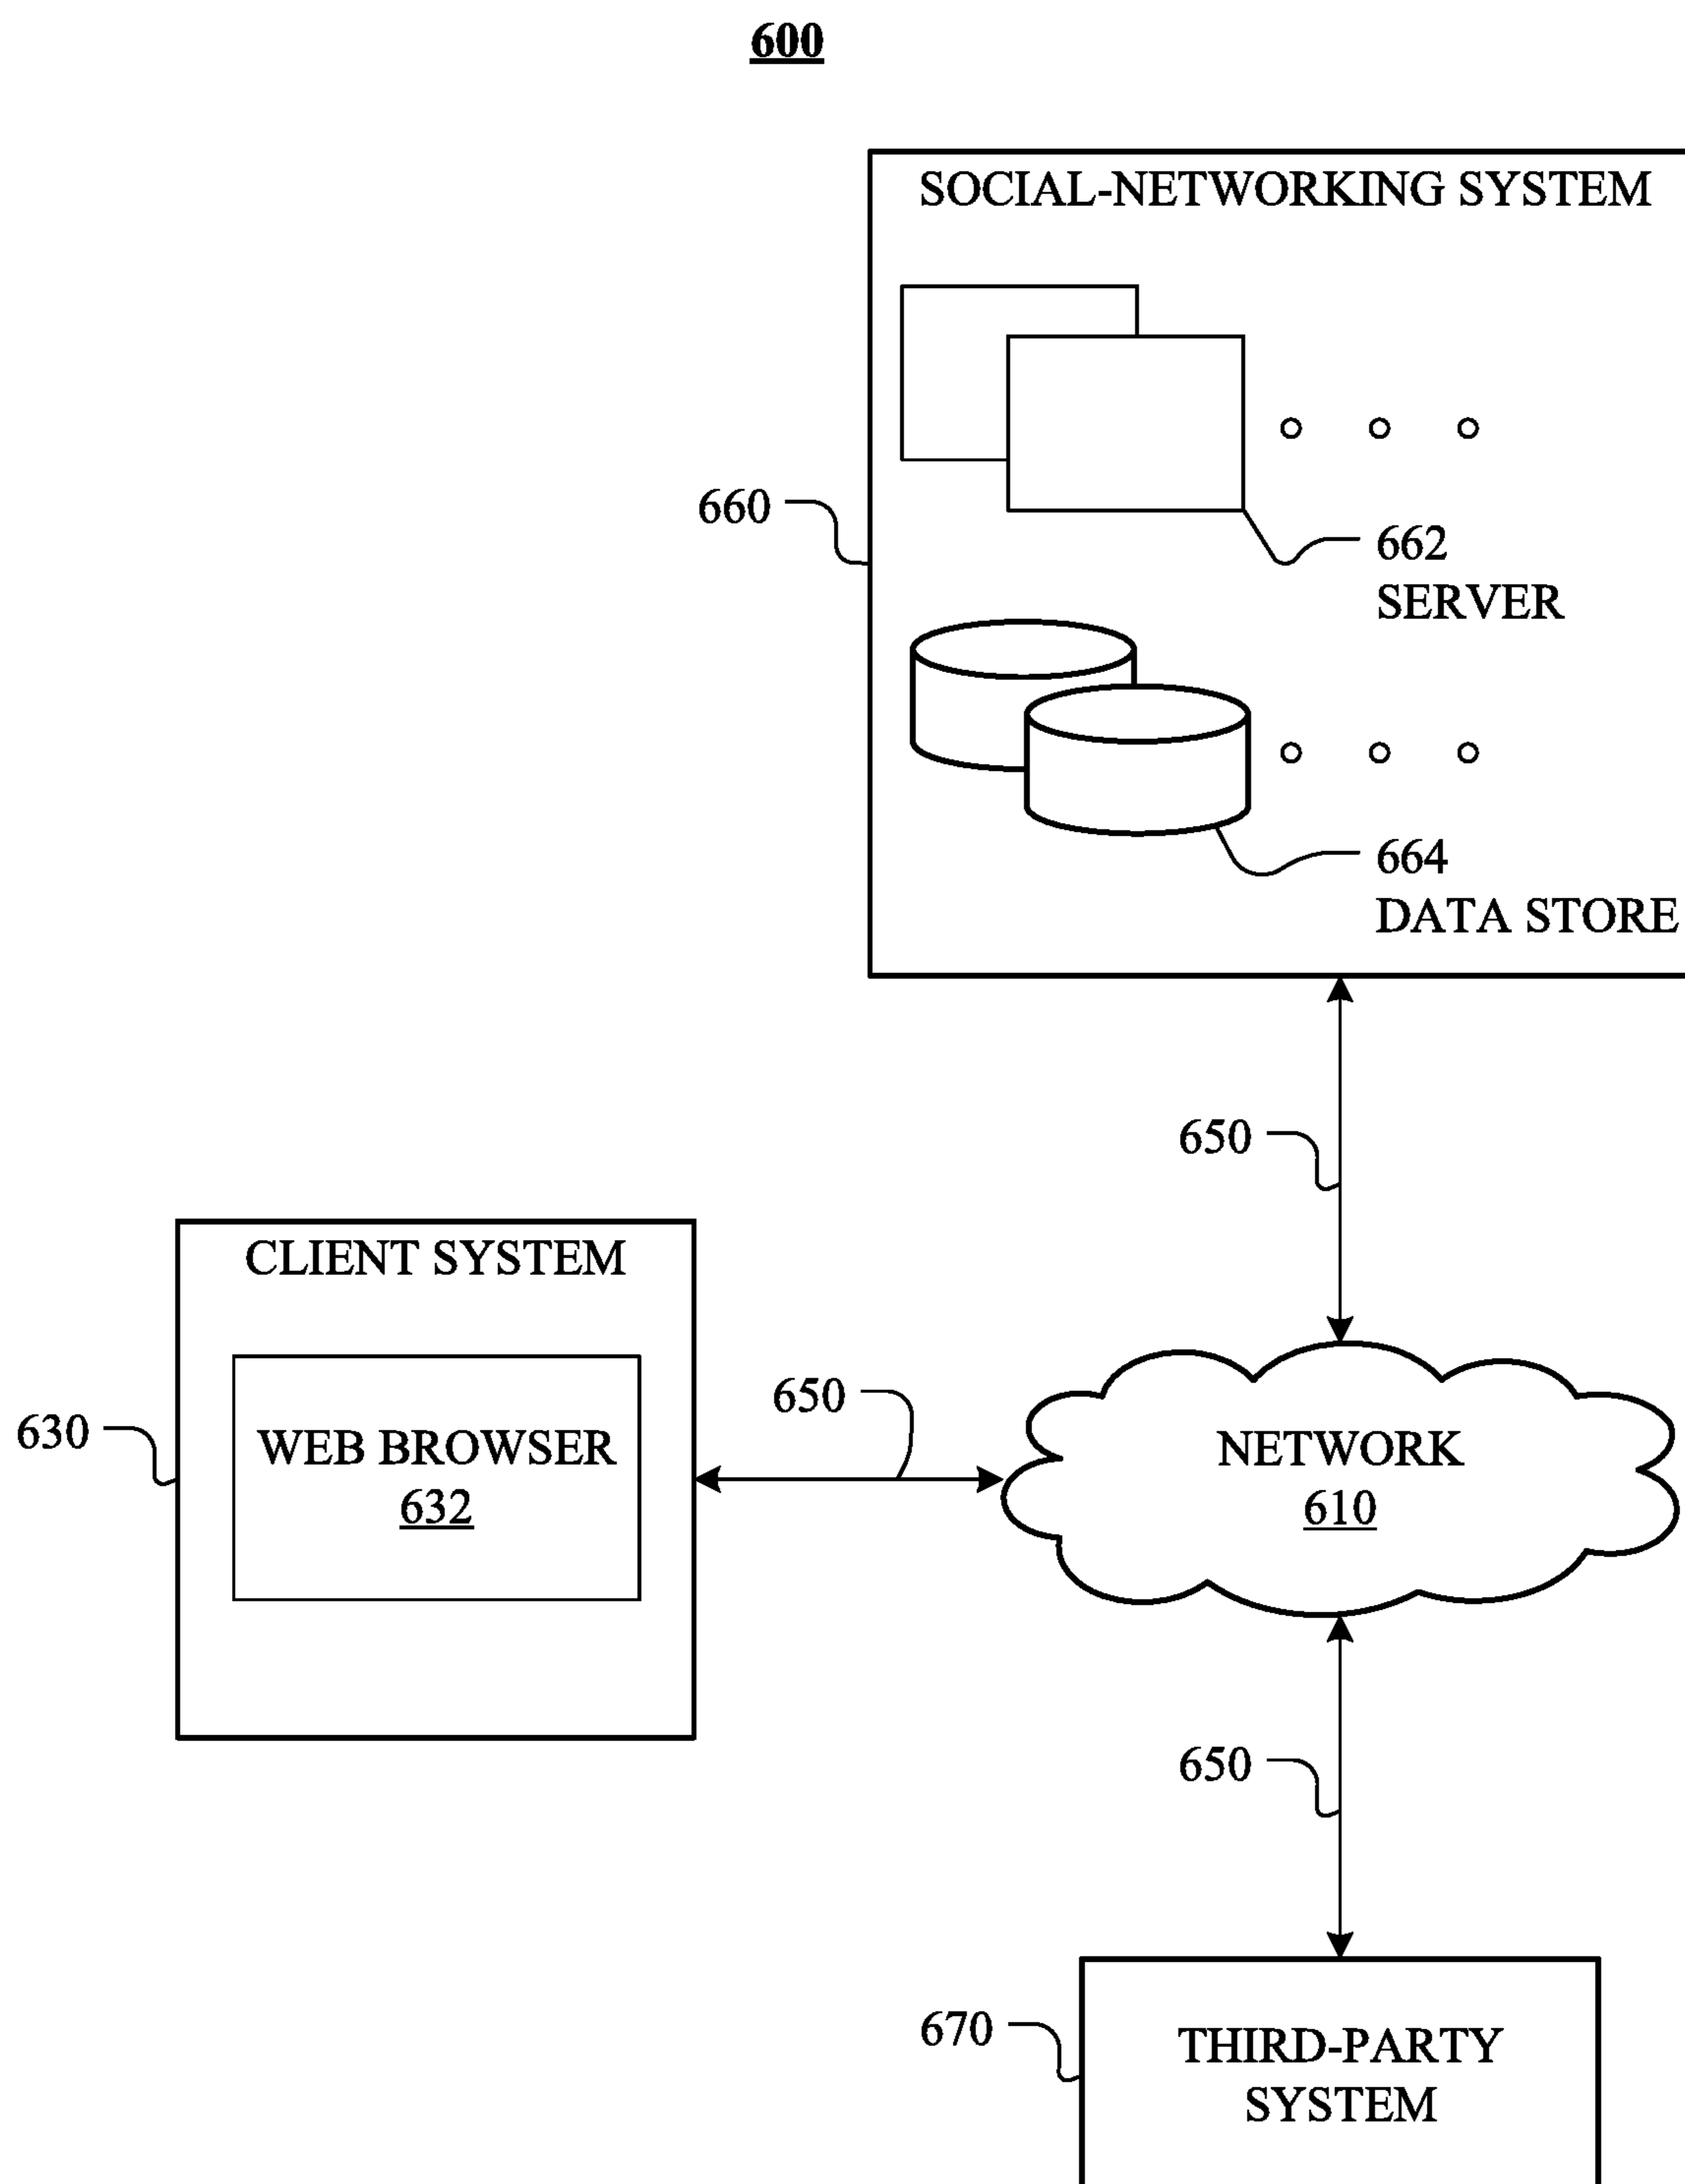 600
SOCIAL-NETWORKING SYSTEM
660
662
SERVER
664
DATA STORE
650
CLIENT SYSTEM
630
WEB BROWSER
632
650
NETWORK
610
650
670
THIRD-PARTY
SYSTEM